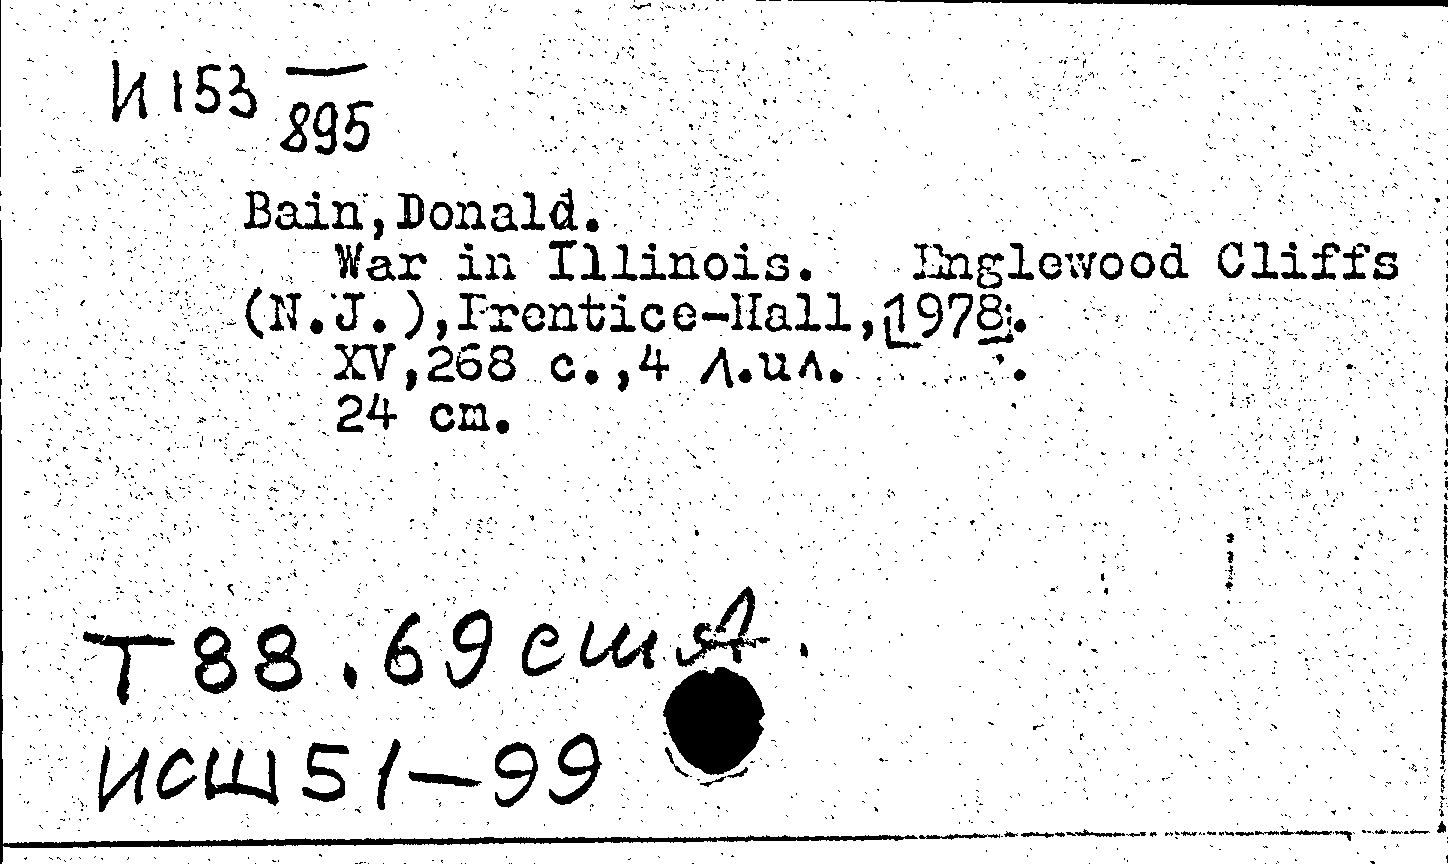 И 153 —
895
Bain,Donald.
War in Illinois. Englewood Cliffs
(N.J.),Prentice-Hall,[1978].
XV,268 с.,4 л.ил.
24 cm.
Т88.69сшА.
ИСШ51-99